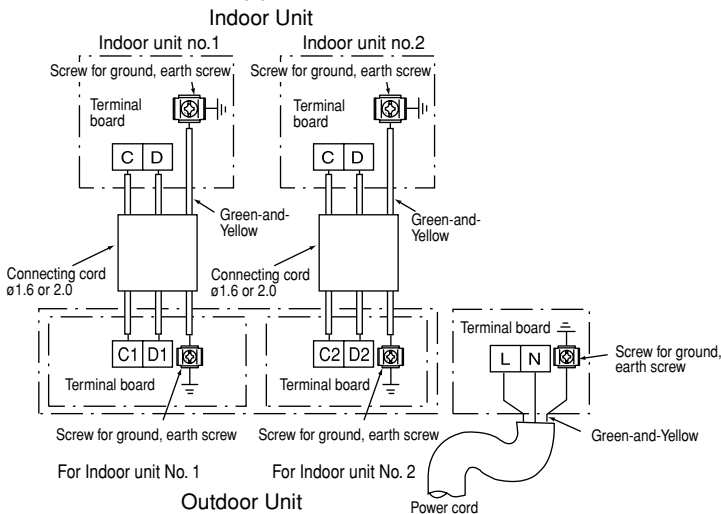 Indoor Unit
Indoor unit no.1
Indoor unit no.2
Screw for ground, earth screw
Screw for ground, earth screw
Terminal
board
Terminal
board
C D
C D
Green-and-
Yellow
Green-and-
Yellow
Connecting cord
ø1.6 or 2.0
Connecting cord
ø1.6 or 2.0
C1 D1
Terminal board
C2 D2
Terminal board
Terminal board
L N
Screw for ground,
earth screw
Screw for ground, earth screw
Screw for ground, earth screw
Green-and-Yellow
For Indoor unit No. 1
For Indoor unit No. 2
Outdoor Unit
Power cord